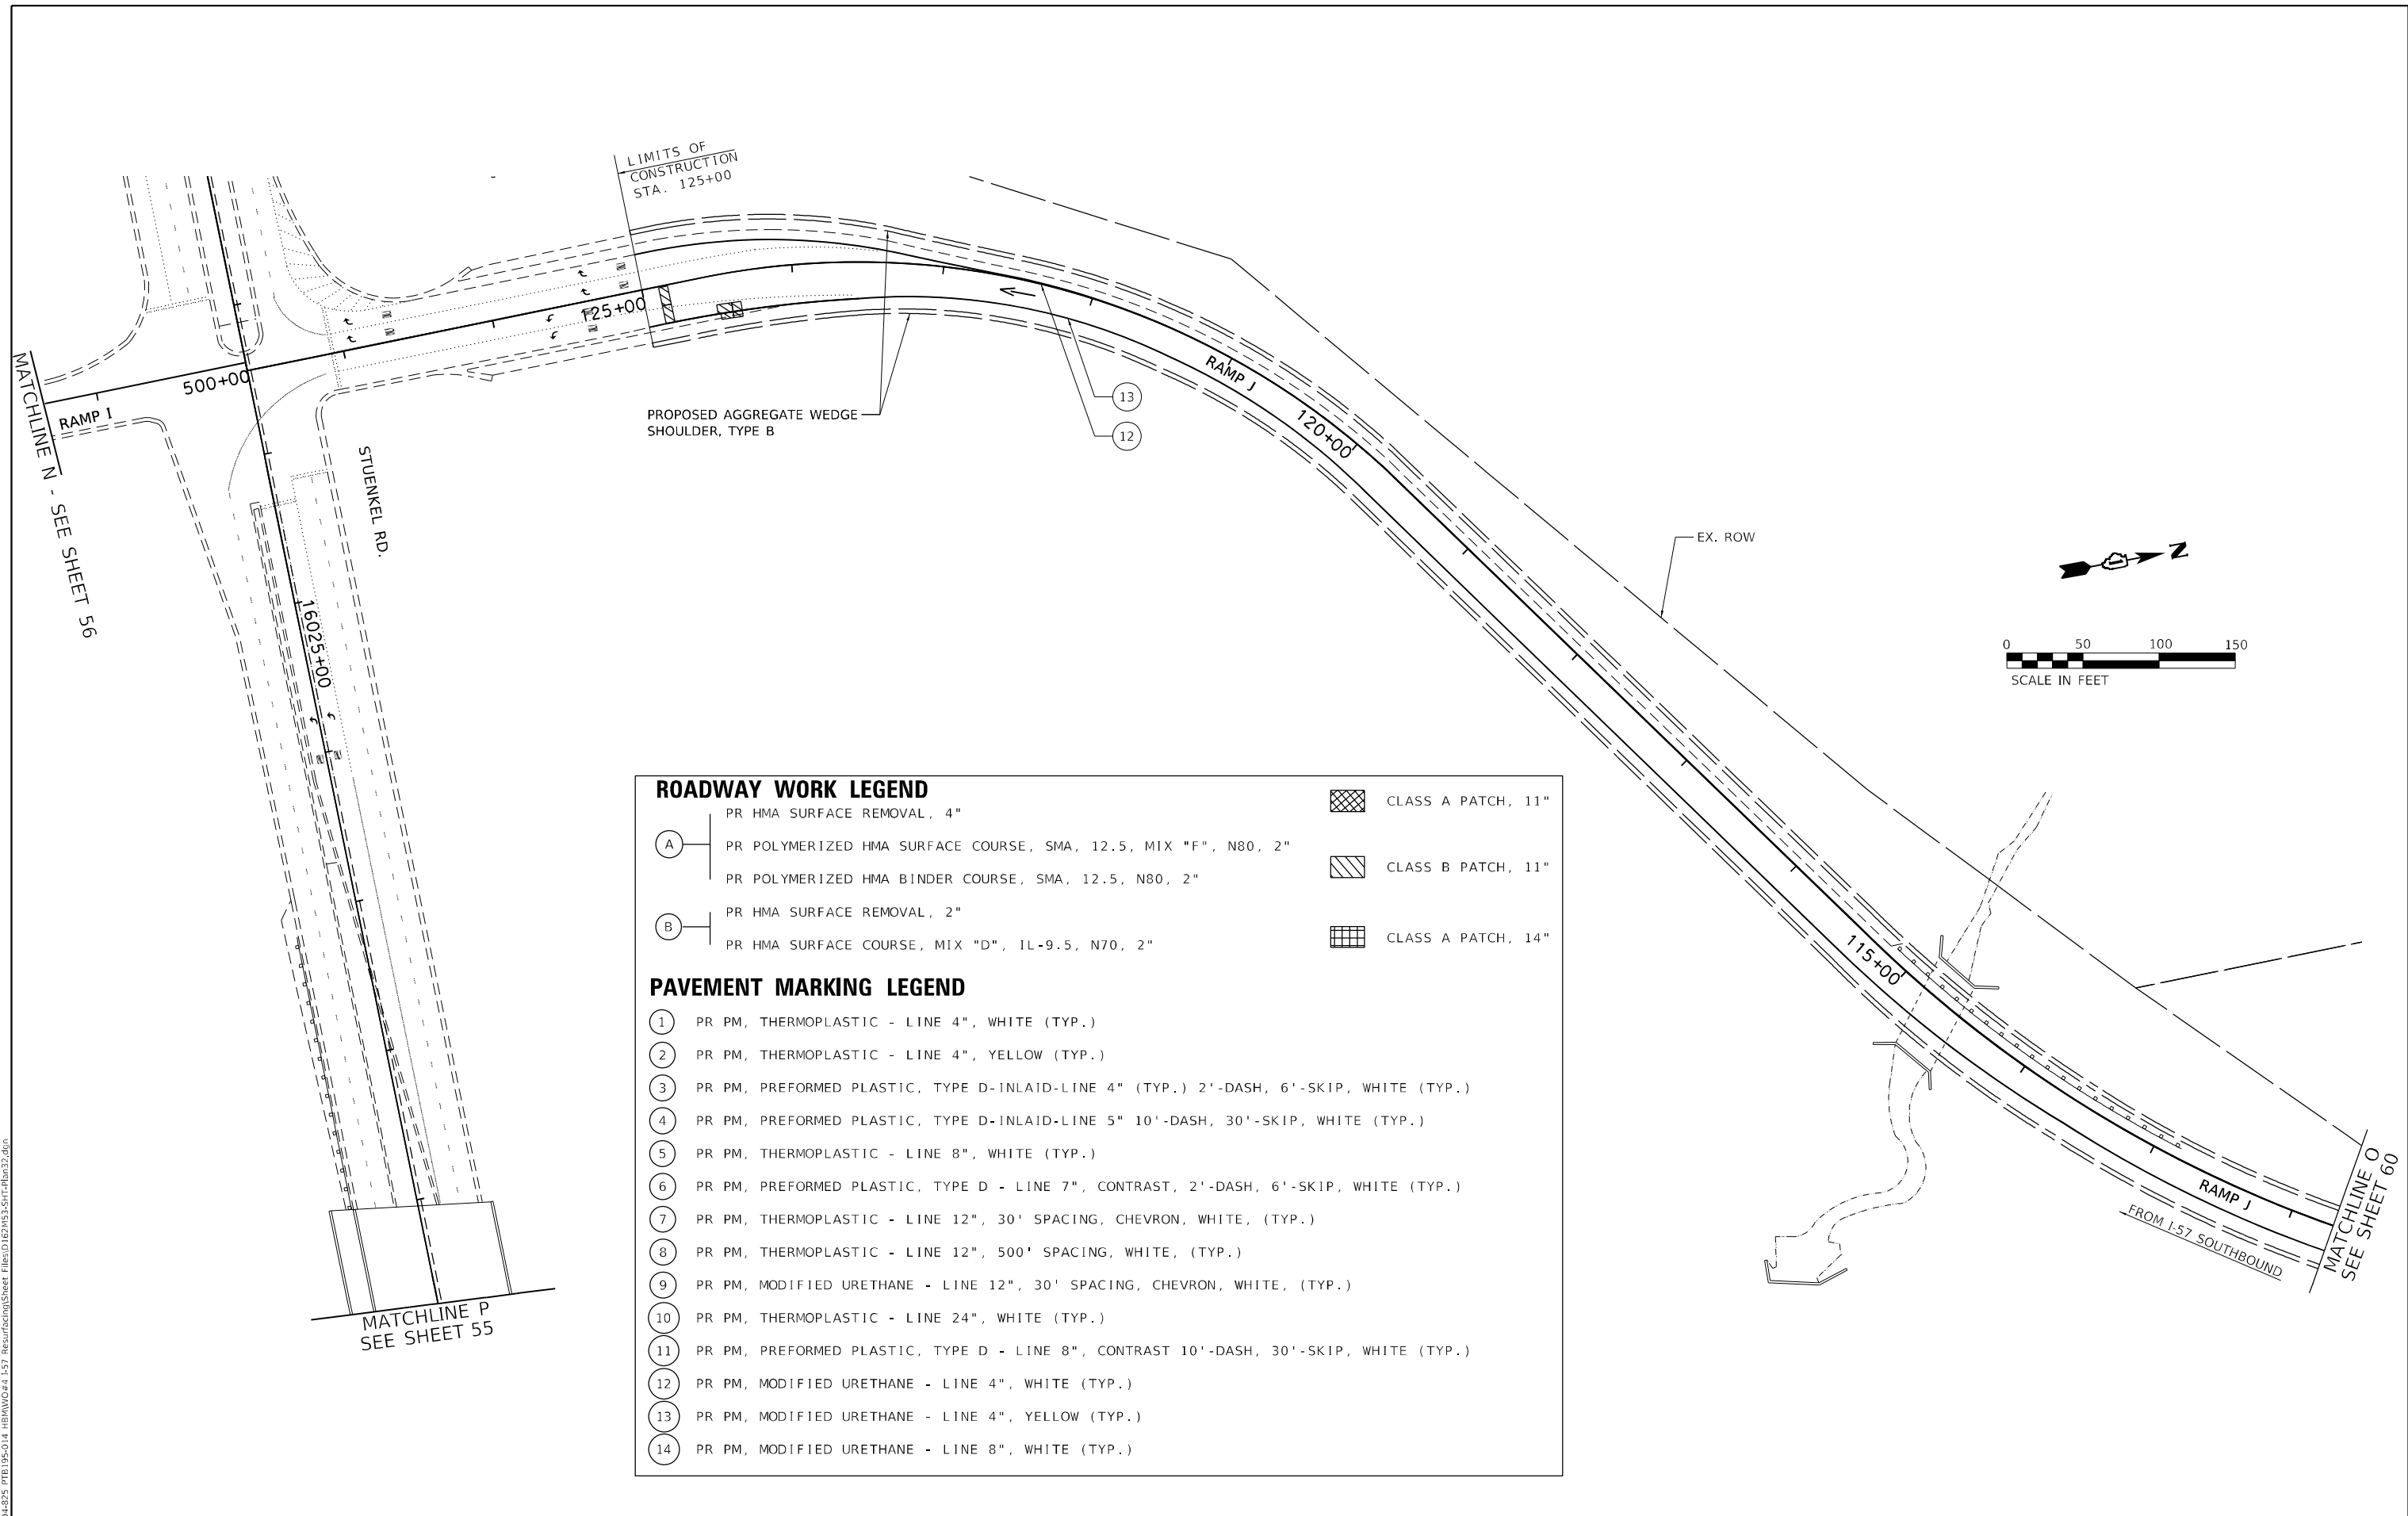 LIMITS OF
CONSTRUCTION
STA. 125+00
125+00
500+00
RAMP I
MATCHLINE N - SEE SHEET 56
STUENKEL RD.
16025+00
PROPOSED AGGREGATE WEDGE
SHOULDER, TYPE B
13
12
RAMP J
120+00
EX. ROW
N
0 50 100 150
SCALE IN FEET
115+00
RAMP J
FROM I-57 SOUTHBOUND
MATCHLINE O
SEE SHEET 60
MATCHLINE P
SEE SHEET 55
ROADWAY WORK LEGEND
PR HMA SURFACE REMOVAL, 4"
A
PR POLYMERIZED HMA SURFACE COURSE, SMA, 12.5, MIX "F", N80, 2"
PR POLYMERIZED HMA BINDER COURSE, SMA, 12.5, N80, 2"
PR HMA SURFACE REMOVAL, 2"
B
PR HMA SURFACE COURSE, MIX "D", IL-9.5, N70, 2"
CLASS A PATCH, 11"
CLASS B PATCH, 11"
CLASS A PATCH, 14"
PAVEMENT MARKING LEGEND
1 PR PM, THERMOPLASTIC - LINE 4", WHITE (TYP.)
2 PR PM, THERMOPLASTIC - LINE 4", YELLOW (TYP.)
3 PR PM, PREFORMED PLASTIC, TYPE D-INLAID-LINE 4" (TYP.) 2'-DASH, 6'-SKIP, WHITE (TYP.)
4 PR PM, PREFORMED PLASTIC, TYPE D-INLAID-LINE 5" 10'-DASH, 30'-SKIP, WHITE (TYP.)
5 PR PM, THERMOPLASTIC - LINE 8", WHITE (TYP.)
6 PR PM, PREFORMED PLASTIC, TYPE D - LINE 7", CONTRAST, 2'-DASH, 6'-SKIP, WHITE (TYP.)
7 PR PM, THERMOPLASTIC - LINE 12", 30' SPACING, CHEVRON, WHITE, (TYP.)
8 PR PM, THERMOPLASTIC - LINE 12", 500' SPACING, WHITE, (TYP.)
9 PR PM, MODIFIED URETHANE - LINE 12", 30' SPACING, CHEVRON, WHITE, (TYP.)
10 PR PM, THERMOPLASTIC - LINE 24", WHITE (TYP.)
11 PR PM, PREFORMED PLASTIC, TYPE D - LINE 8", CONTRAST 10'-DASH, 30'-SKIP, WHITE (TYP.)
12 PR PM, MODIFIED URETHANE - LINE 4", WHITE (TYP.)
13 PR PM, MODIFIED URETHANE - LINE 4", YELLOW (TYP.)
14 PR PM, MODIFIED URETHANE - LINE 8", WHITE (TYP.)
PTB195-014 HBM\WO#4 I-57 Resurfacing\Sheet Files\D162M53-SHT-Plan32.dgn